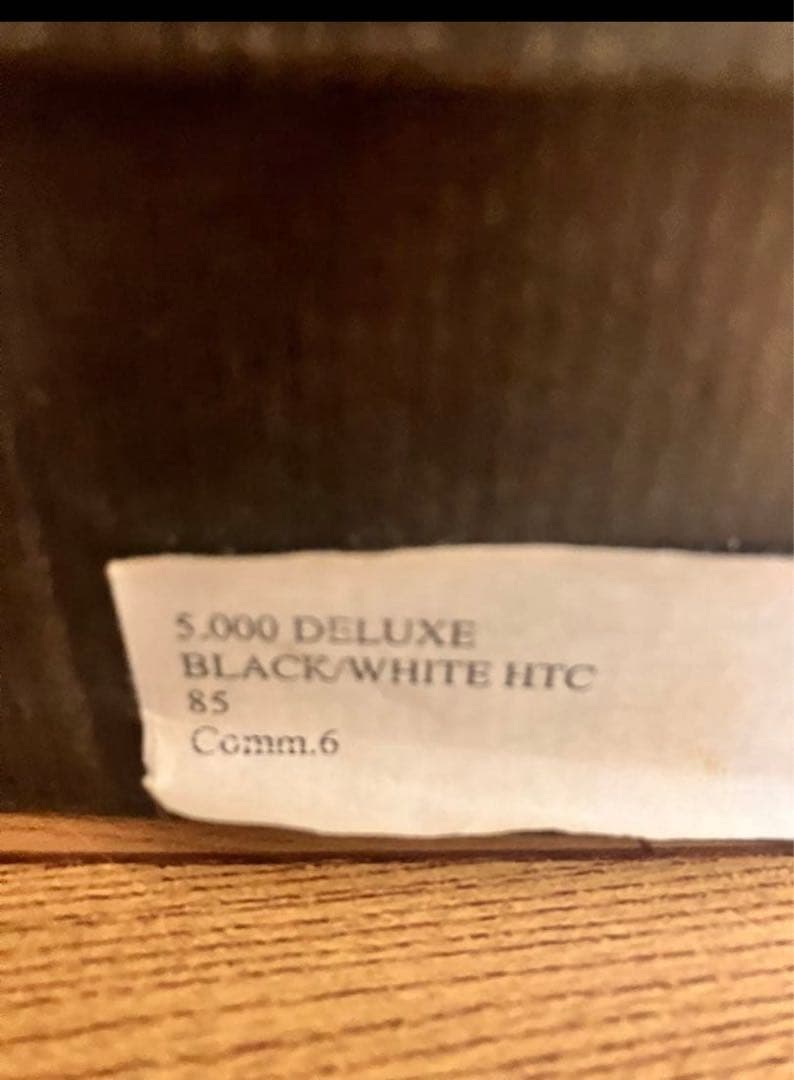 5.000 DELUXE
BLACK/WHITE HTC
85
Comm.6